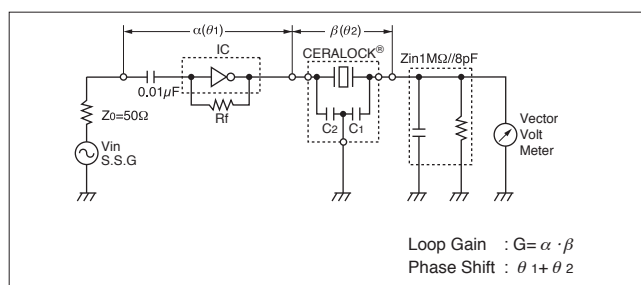 α(θ1)
β(θ2)
IC
CERALOCK®
Zin1MΩ//8pF
0.01μF
Z0=50Ω
Rf
C2
C1
Vector
Volt
Meter
Vin
S.S.G
Loop Gain : G= α · β
Phase Shift : θ 1+ θ 2